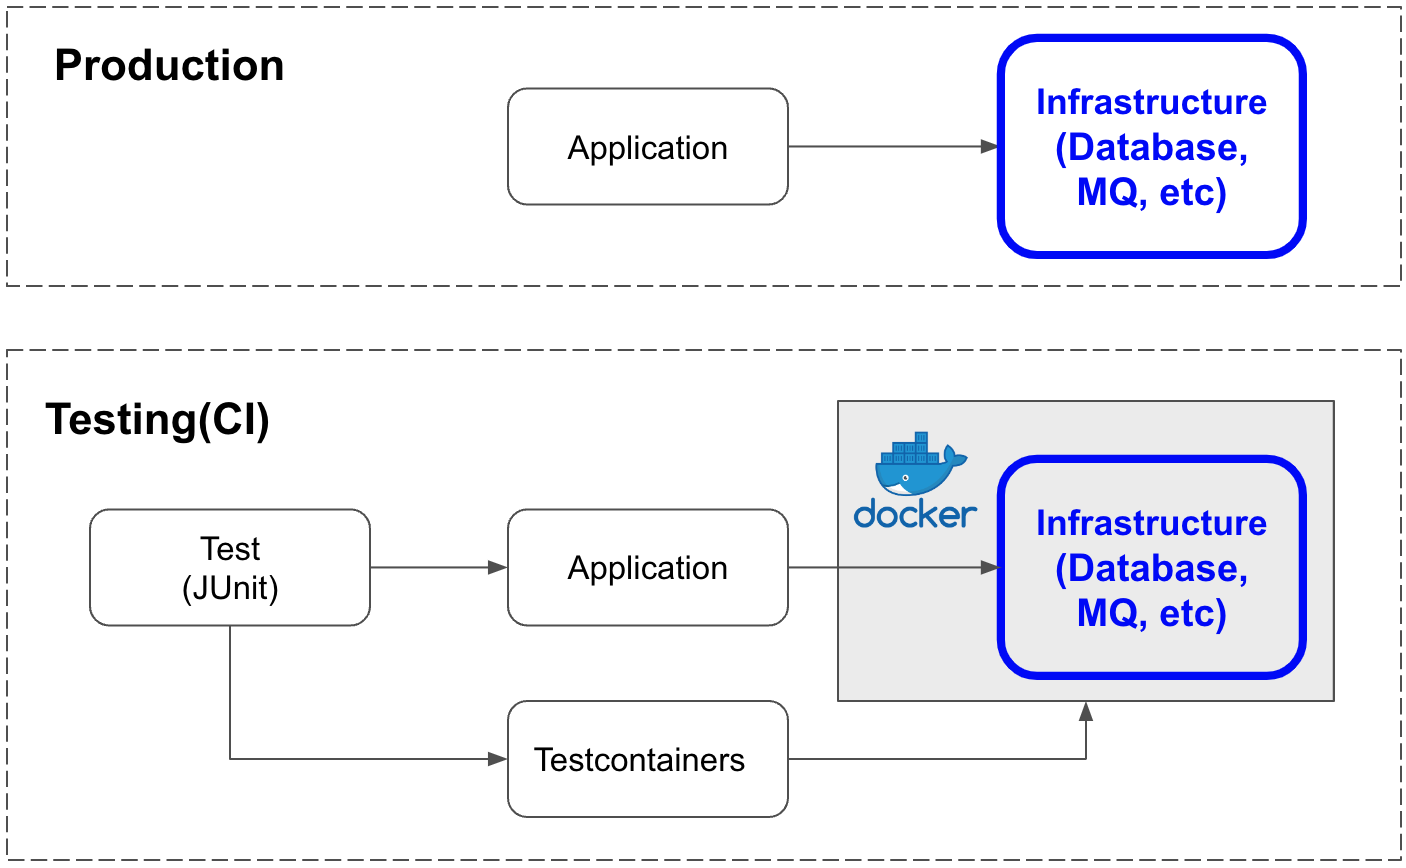 Production
Application
Infrastructure
(Database,
MQ, etc)
Testing(CI)
docker
Test
(JUnit)
Application
Infrastructure
(Database,
MQ, etc)
Testcontainers